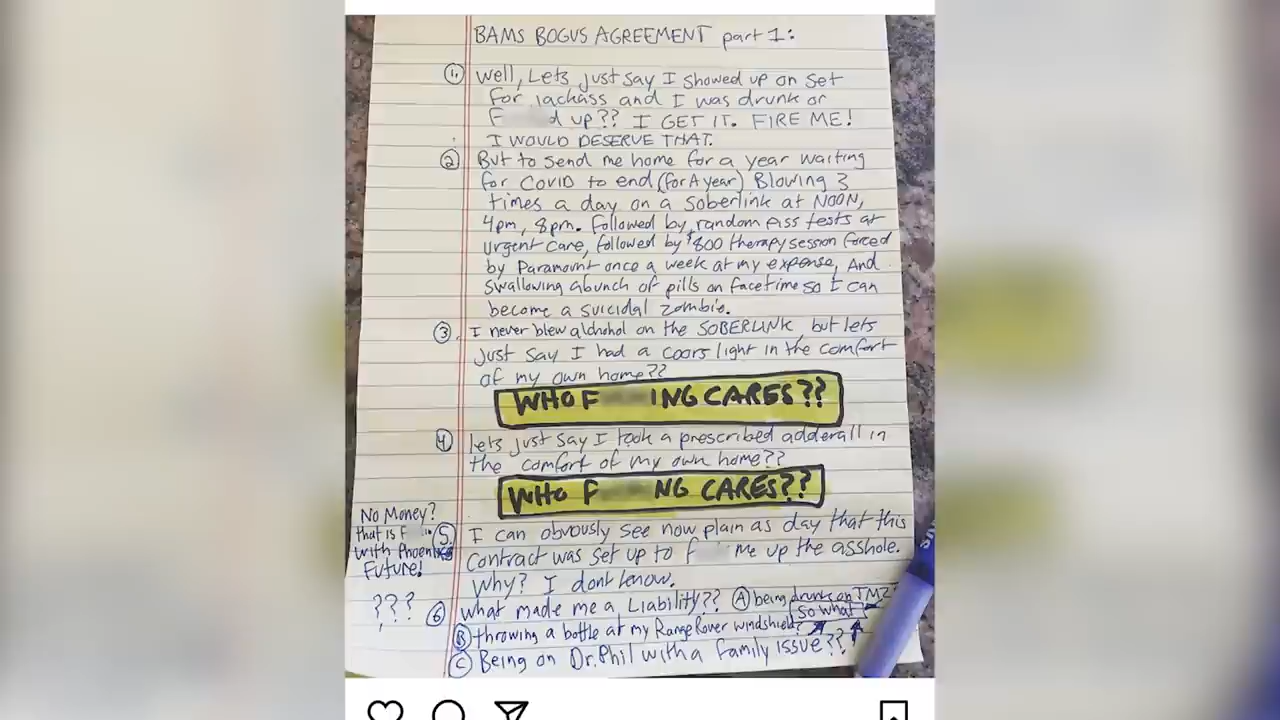 BAMS BOGUS AGREEMENT part 1:
1. Well, Lets just say I showed up on set
for jackass and I was drunk or
F d up?? I GET IT. FIRE ME!
I WOULD DESERVE THAT.
2 But to send me home for a year waiting
for COVID to end (for A year) Blowing 3
times a day on a soberlink at NOON,
4pm, 8pm. Followed by random Piss tests at
urgent care, followed by $800 therapy session forced
by Paramount once a week at my expense, And
swallowing abunch of pills on facetime so I can
become a suicidal zombie.
3. I never blew alchohol on the SOBERLINK, but lets
just say I had a coors light in the comfort
of my own home??
WHO F ING CARES??
4 lets just say I took a prescribed adderall in
the comfort of my own home??
WHO F NG CARES??
No Money?
that is F
with Phoenix
Future!
???
5. I can obvously see now plain as day that this
contract was set up to f me up the asshole.
Why? I dont know.
6 What made me a Liability?? A being drunk on TMZ?
So what
B throwing a bottle at my Range Rover windshield?
C Being on Dr. Phil with a family issue??